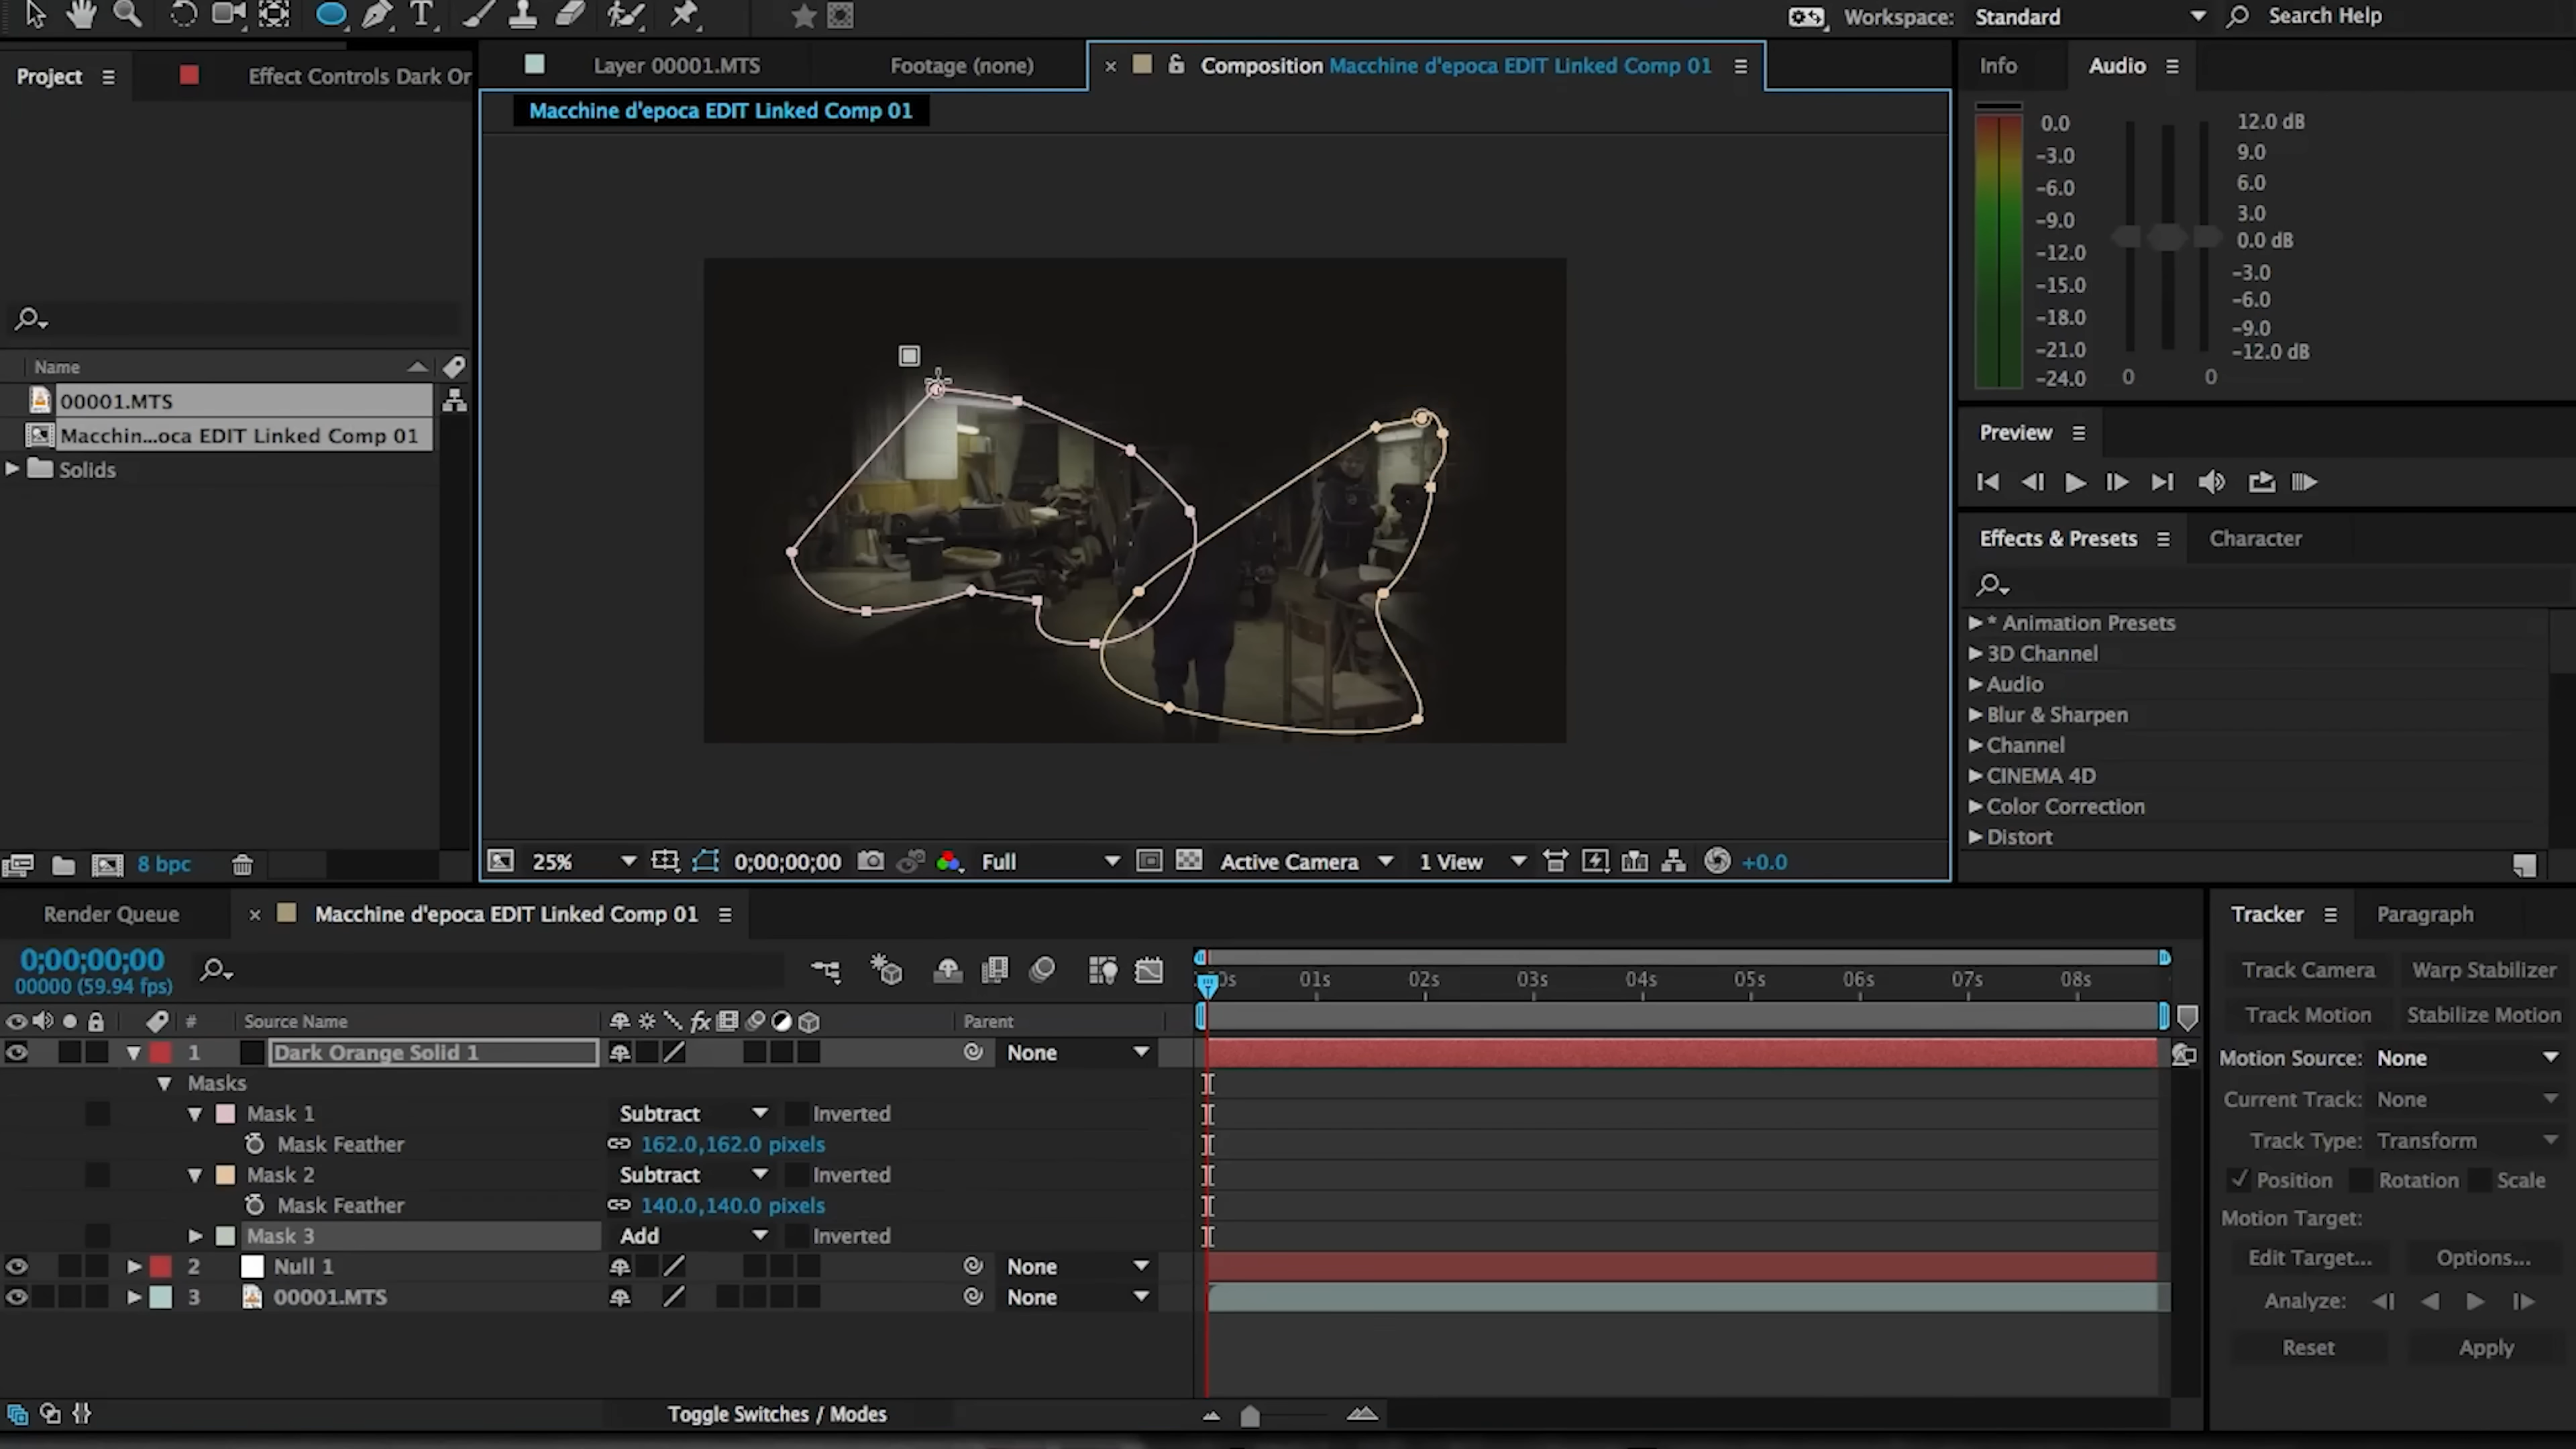 Workspace: Standard Search Help
Project Effect Controls Dark Or
Layer 00001.MTS Footage (none) Composition Macchine d'epoca EDIT Linked Comp 01
Info Audio
Macchine d'epoca EDIT Linked Comp 01
0.0 12.0 dB
-3.0 9.0
-6.0 6.0
-9.0 3.0
-12.0 0.0 dB
-15.0 -3.0
-18.0 -6.0
-21.0 -9.0
-24.0 -12.0 dB
0 0
Name
00001.MTS
Macchin...oca EDIT Linked Comp 01
Solids
Preview
Effects & Presets Character
* Animation Presets
3D Channel
Audio
Blur & Sharpen
Channel
CINEMA 4D
Color Correction
Distort
8 bpc
25% 0;00;00;00 Full Active Camera 1 View +0.0
Render Queue Macchine d'epoca EDIT Linked Comp 01
0;00;00;00
00000 (59.94 fps)
0s 01s 02s 03s 04s 05s 06s 07s 08s
# Source Name fx Parent
1 Dark Orange Solid 1 None
Masks
Mask 1 Subtract Inverted
Mask Feather 162.0,162.0 pixels
Mask 2 Subtract Inverted
Mask Feather 140.0,140.0 pixels
Mask 3 Add Inverted
2 Null 1 None
3 00001.MTS None
Toggle Switches / Modes
Tracker Paragraph
Track Camera Warp Stabilizer
Track Motion Stabilize Motion
Motion Source: None
Current Track: None
Track Type: Transform
Position Rotation Scale
Motion Target:
Edit Target... Options...
Analyze:
Reset Apply